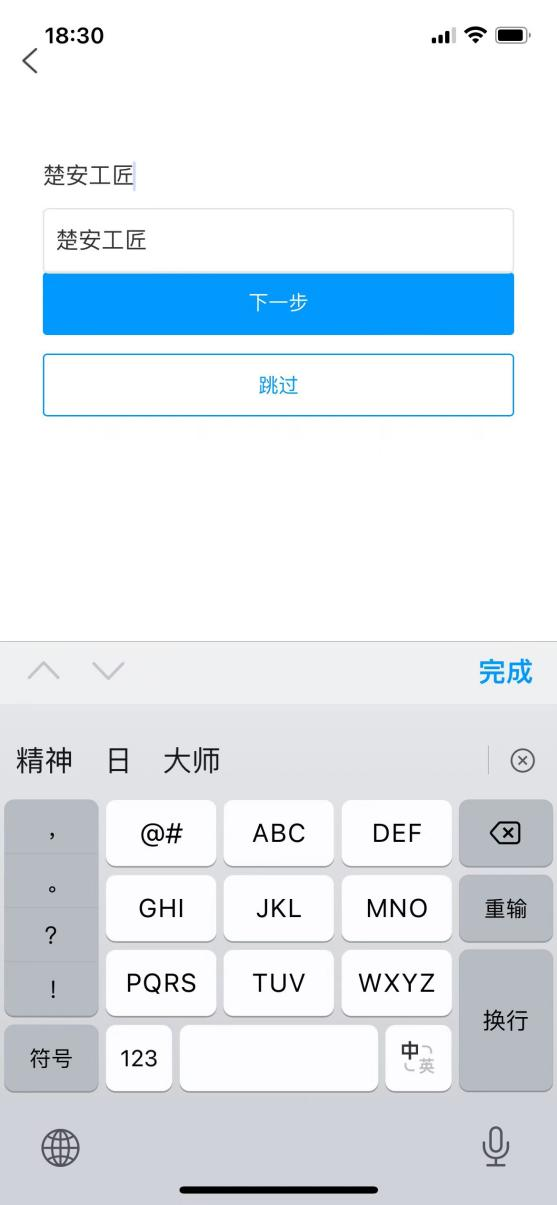 18:30
楚安工匠
楚安工匠
下一步
跳过
完成
精神 日 大师
， @# ABC DEF
。 GHI JKL MNO 重输
？
！ PQRS TUV WXYZ 换行
符号 123 中 英